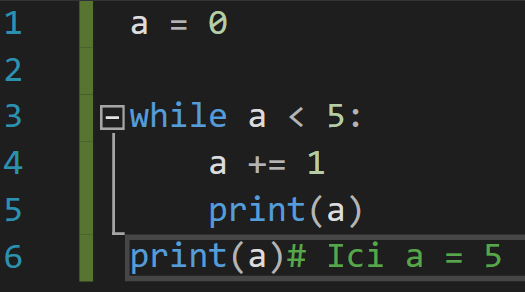 1 a = 0
2
3 while a < 5:
4     a += 1
5     print(a)
6 print(a)# Ici a = 5